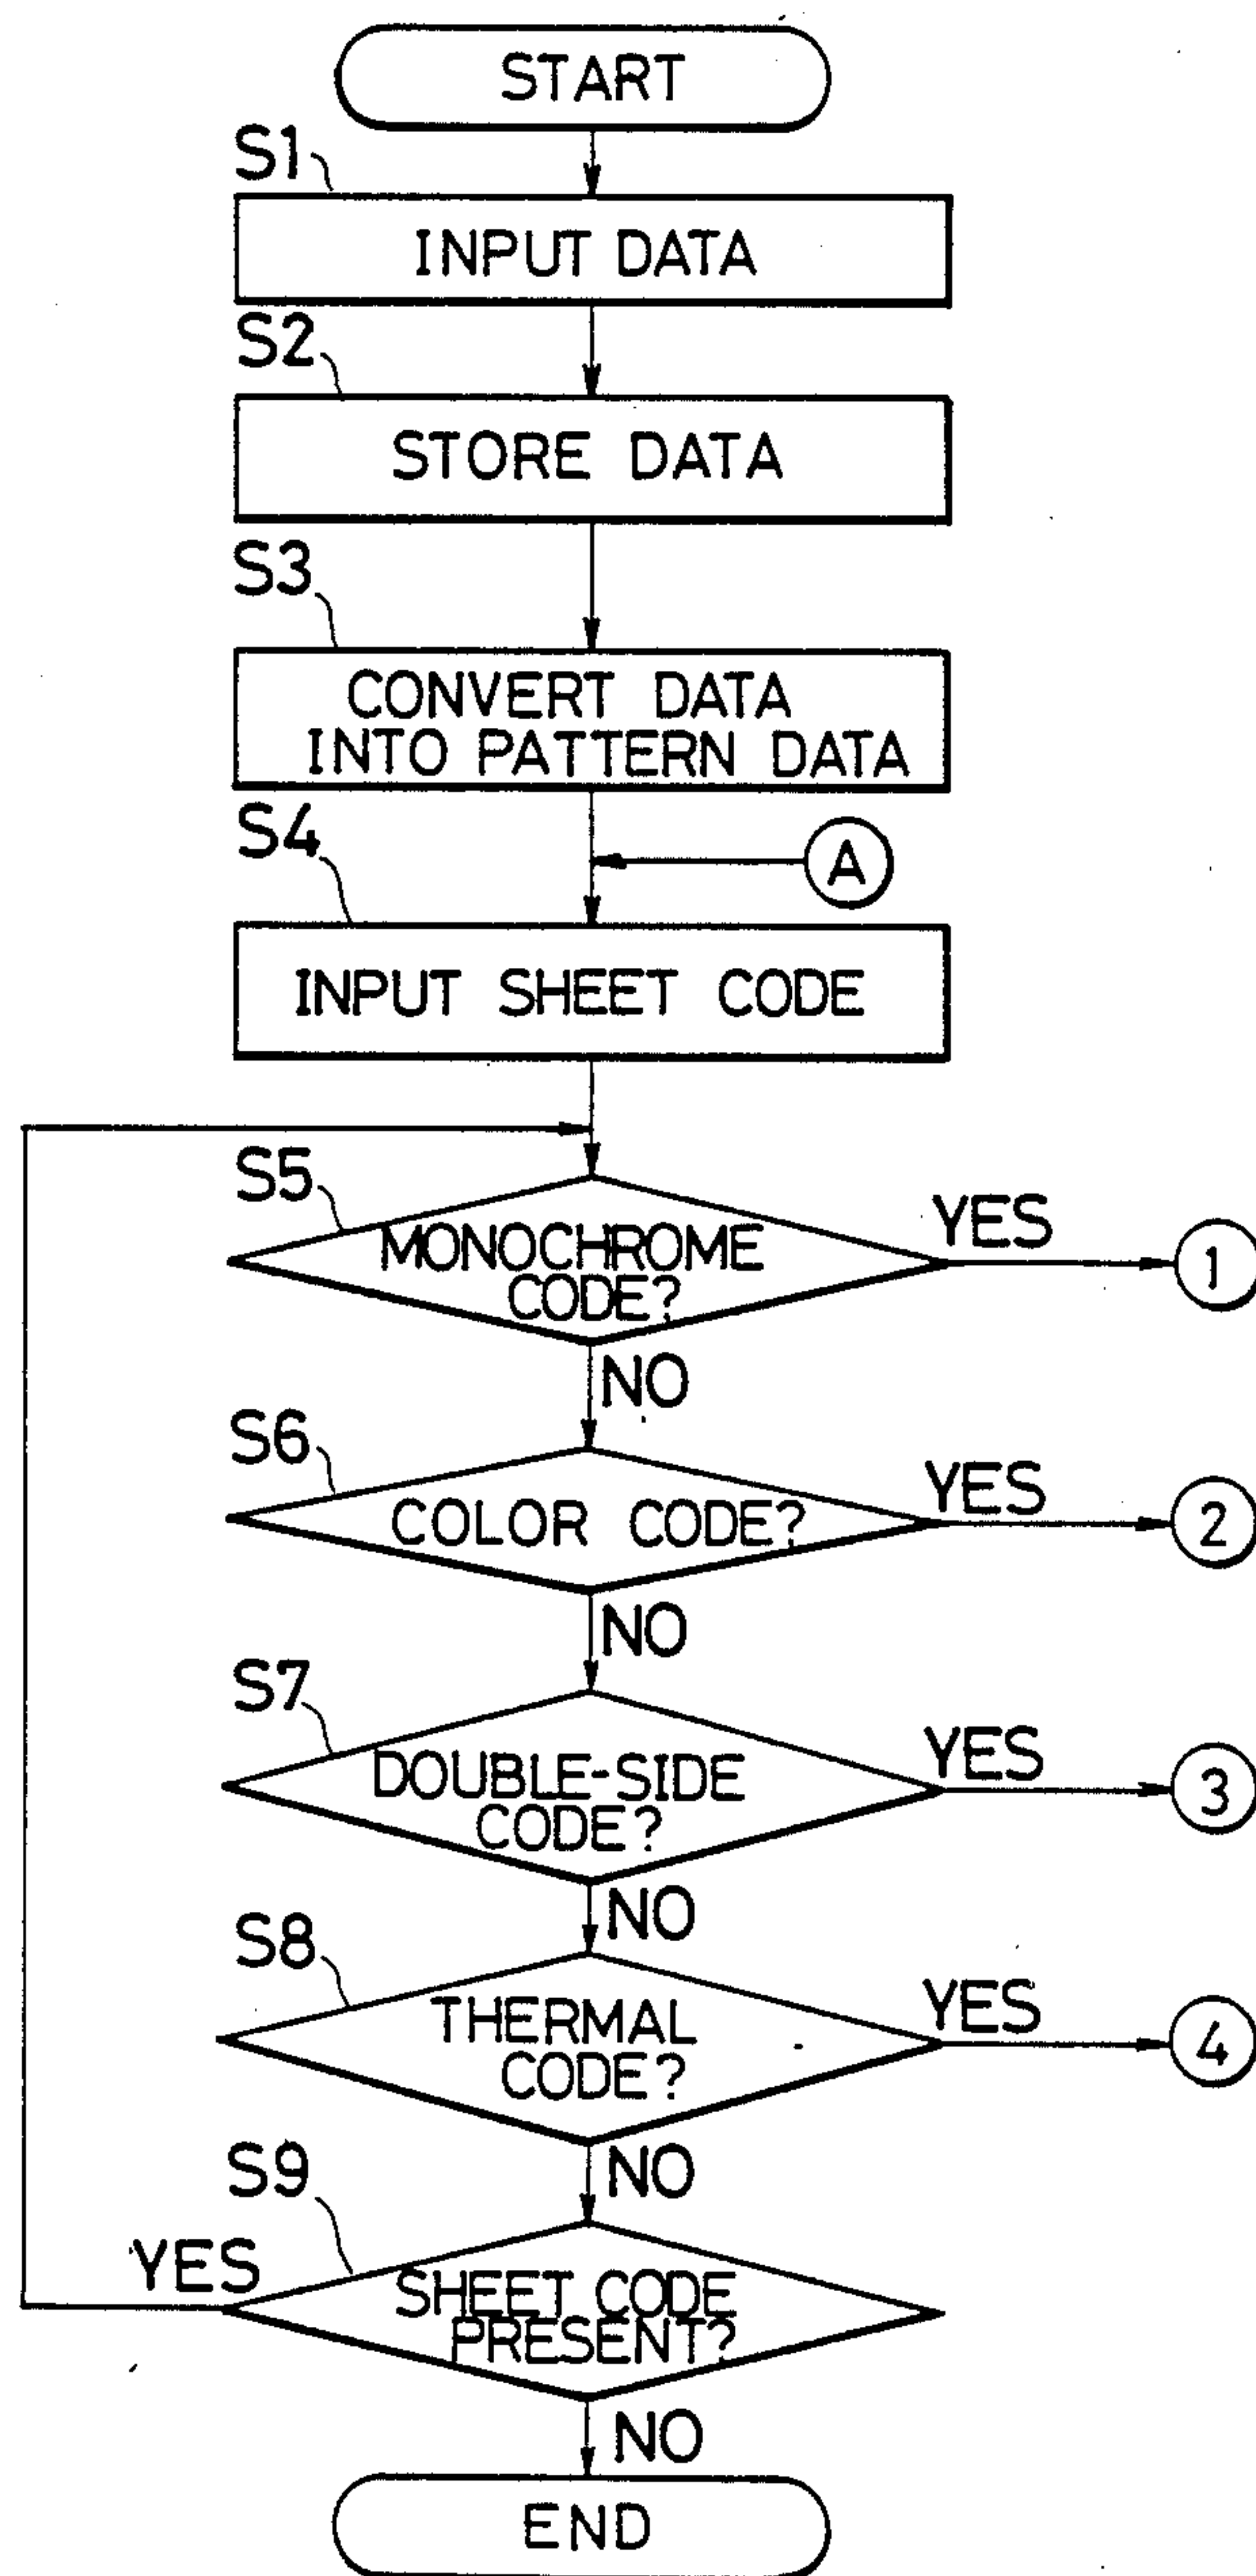 START
S1
INPUT DATA
S2
STORE DATA
S3
CONVERT DATA
INTO PATTERN DATA
S4
A
INPUT SHEET CODE
S5
MONOCHROME
CODE?
YES
1
NO
S6
COLOR CODE?
YES
2
NO
S7
DOUBLE-SIDE
CODE?
YES
3
NO
S8
THERMAL
CODE?
YES
4
NO
S9
YES
SHEET CODE
PRESENT?
NO
END